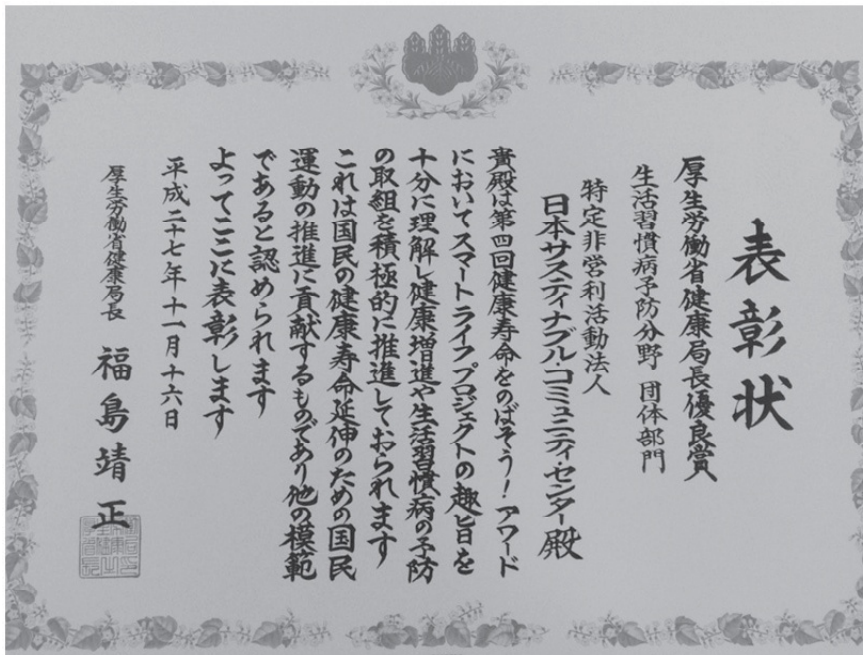 表彰状
厚生労働省健康局長優良賞
生活習慣病予防分野 団体部門
特定非営利活動法人
日本サスティナブル・コミュニティ・センター殿
貴殿は第四回健康寿命をのばそう！アワード
においてスマートライフプロジェクトの趣旨を
十分に理解し健康増進や生活習慣病の予防
の取組を積極的に推進しておられます
これは国民の健康寿命延伸のための国民
運動の推進に貢献するものであり他の模範
であると認められます
よってここに表彰します
平成二十七年十一月十六日
厚生労働省健康局長 福島靖正